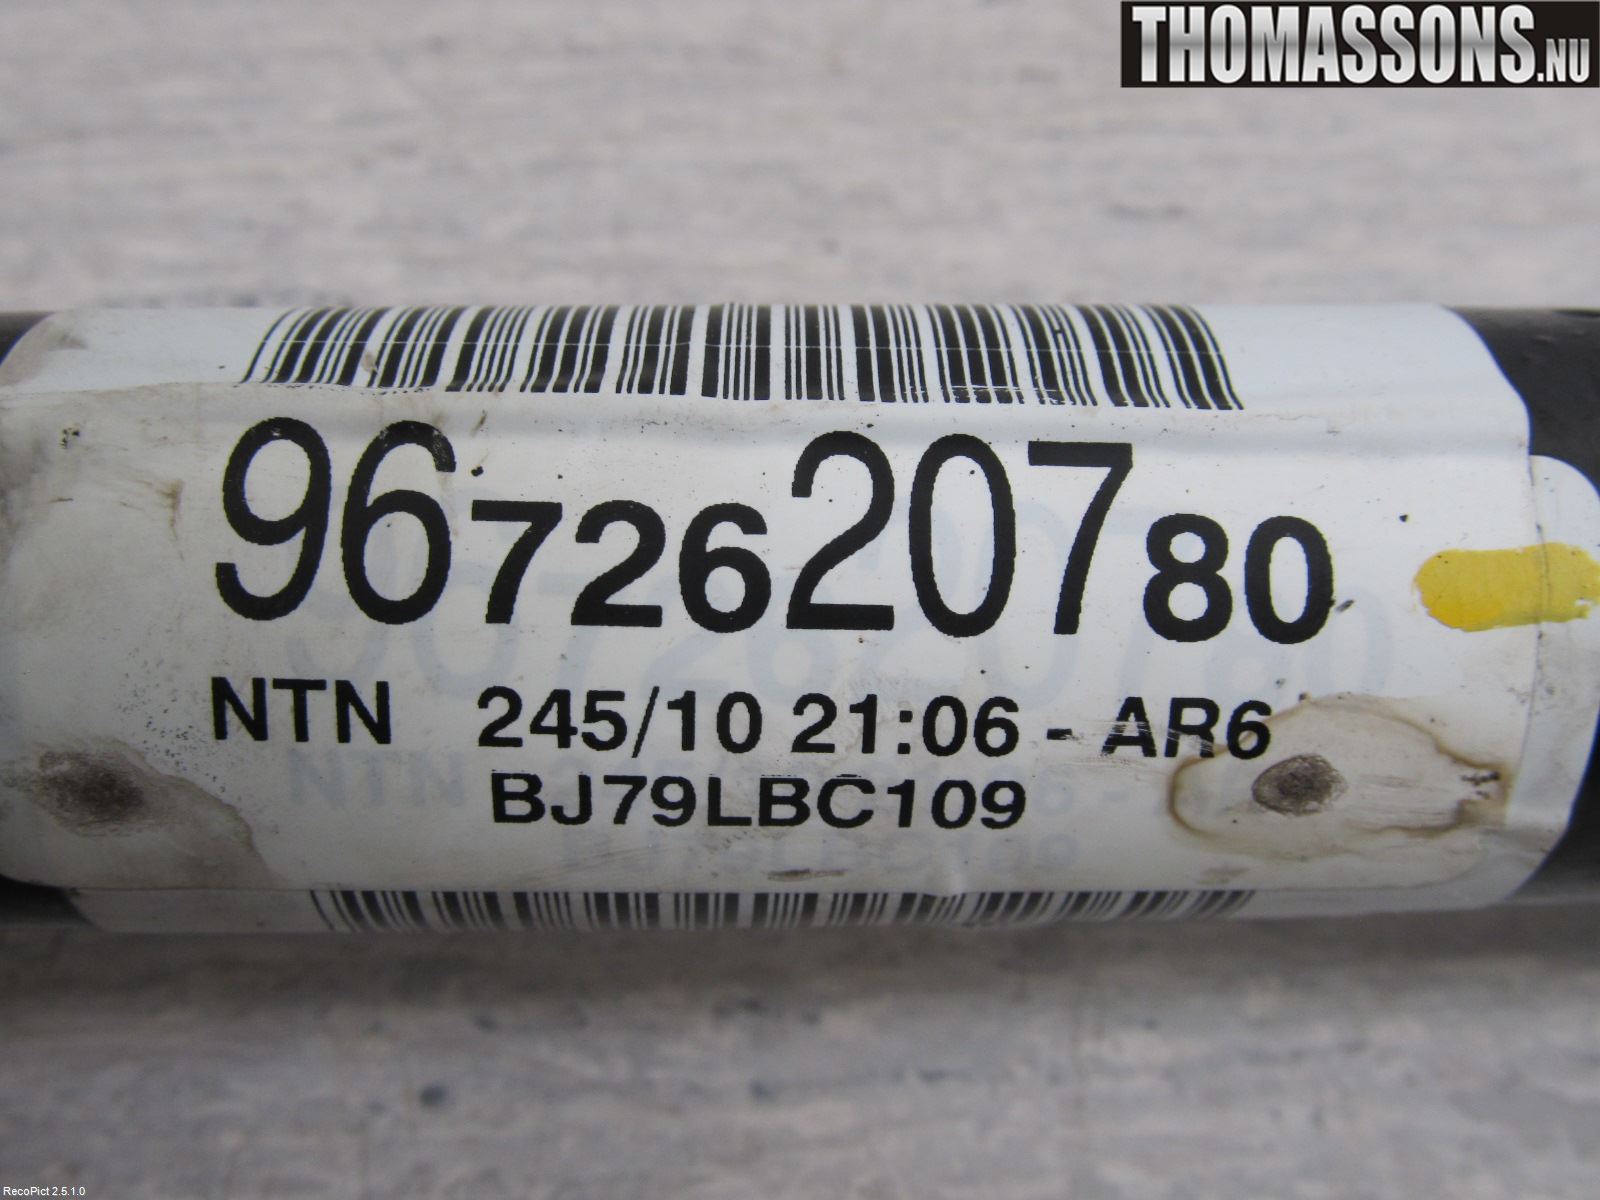 THOMASSONS.NU
9672620780
NTN 245/10 21:06 - AR6
BJ79LBC109
RecoPict 2.5.1.0